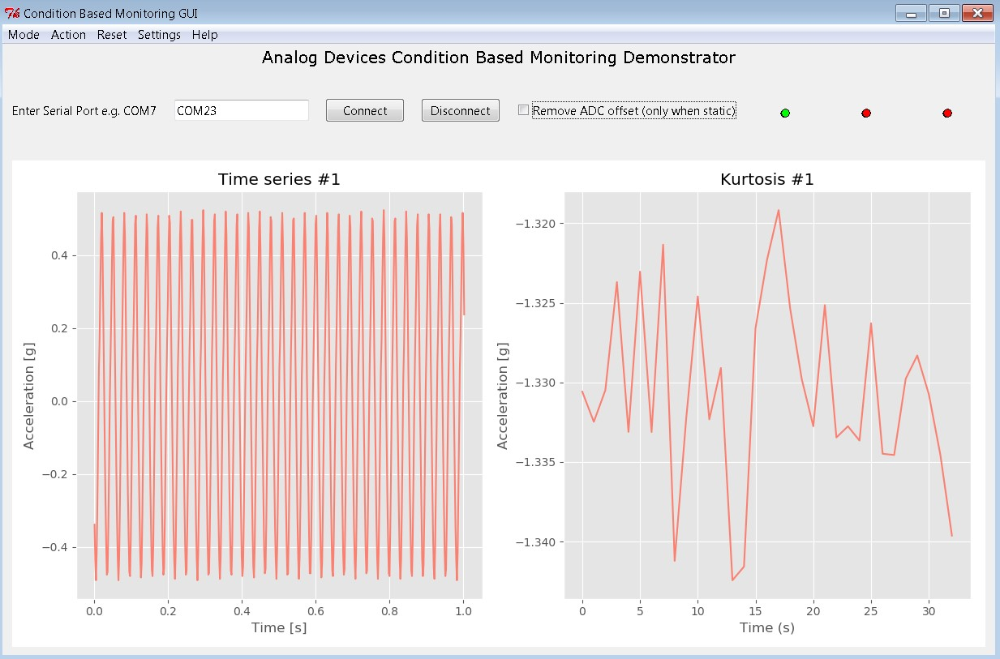 Condition Based Monitoring GUI
Mode Action Reset Settings Help
Analog Devices Condition Based Monitoring Demonstrator
Enter Serial Port e.g. COM7 COM23 Connect Disconnect Remove ADC offset (only when static)
Time series #1
Acceleration [g]
0.4
0.2
0.0
−0.2
−0.4
0.0 0.2 0.4 0.6 0.8 1.0
Time [s]
Kurtosis #1
Acceleration [g]
−1.320
−1.325
−1.330
−1.335
−1.340
0 5 10 15 20 25 30
Time (s)